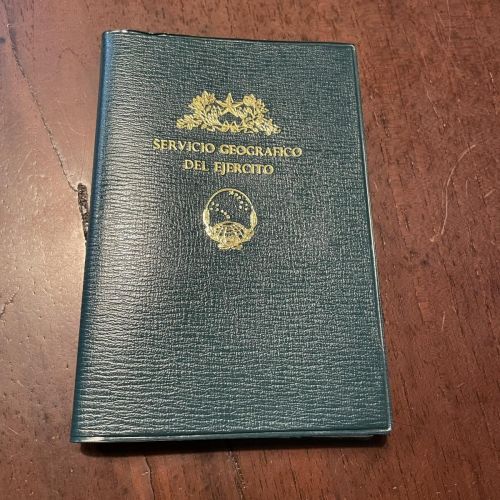 SERVICIO GEOGRAFICO
DEL EJERCITO